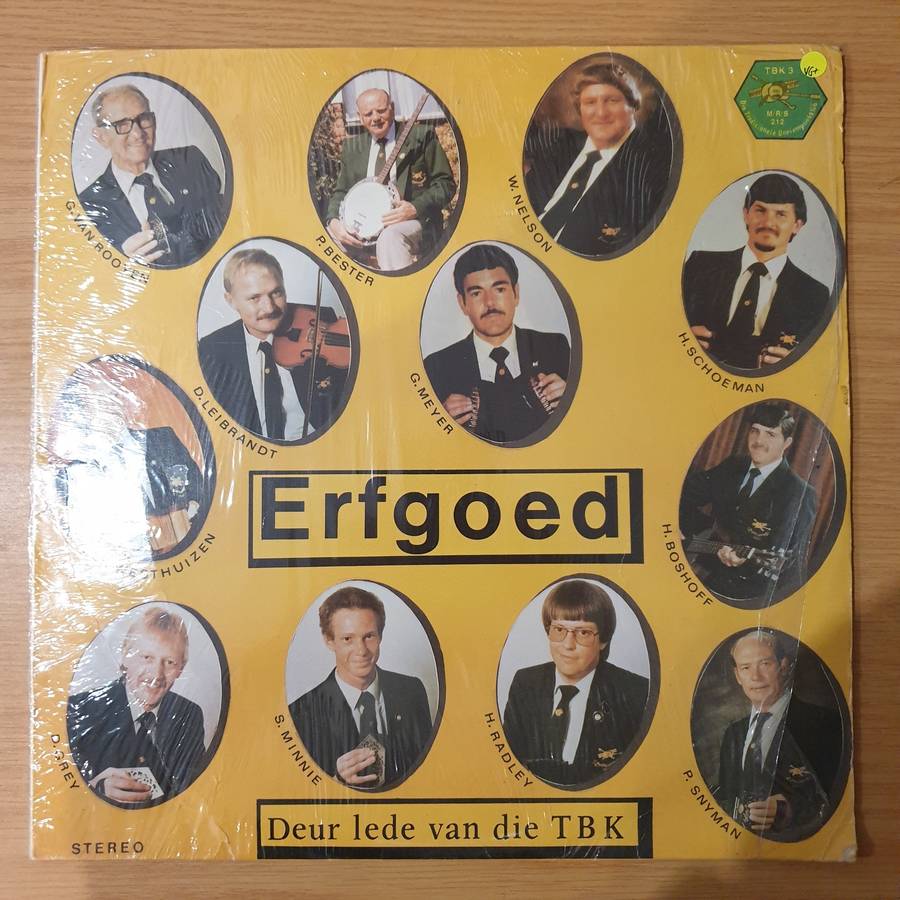 TBK 3
M/R/S
212
VG+
G. VAN ROOYEN
P. BESTER
W. NELSON
H. SCHOEMAN
D. LEIBRANDT
G. MEYER
Erfgoed
H. BOSHOFF
S. MINNIE
H. RADLEY
P. SNYMAN
Deur lede van die TBK
STEREO